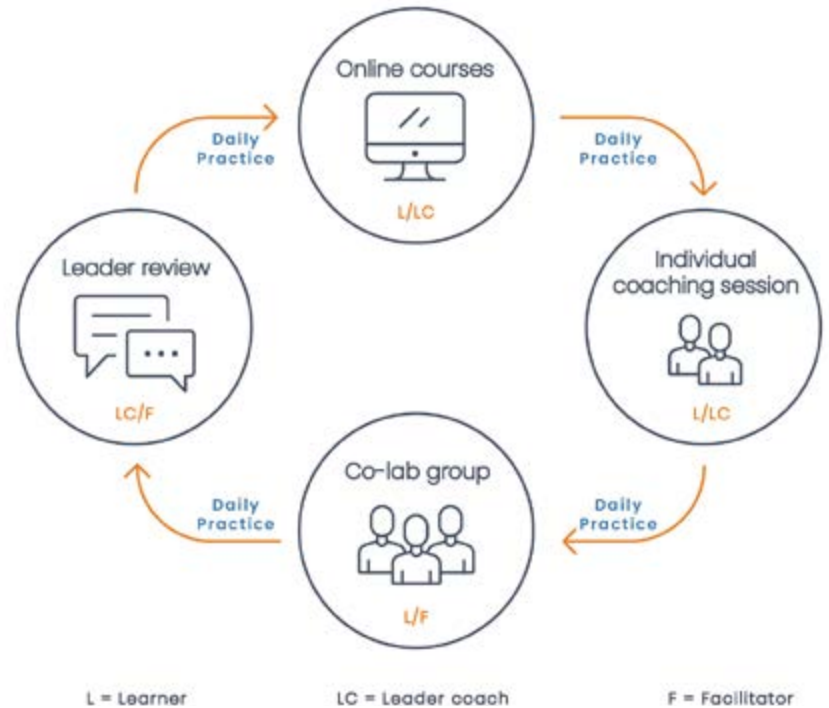 Online courses
L/LC
Daily
Practice
Individual
coaching session
L/LC
Daily
Practice
Co-lab group
L/F
Daily
Practice
Leader review
LC/F
Daily
Practice
L = Learner
LC = Leader coach
F = Facilitator